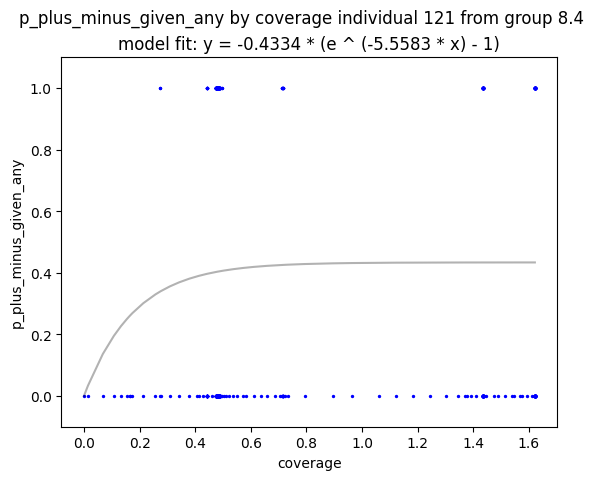 p_plus_minus_given_any by coverage individual 121 from group 8.4
model fit: y = -0.4334 * (e ^ (-5.5583 * x) - 1)
1.0
0.8
0.6
0.4
0.2
0.0
p_plus_minus_given_any
0.0 0.2 0.4 0.6 0.8 1.0 1.2 1.4 1.6
coverage